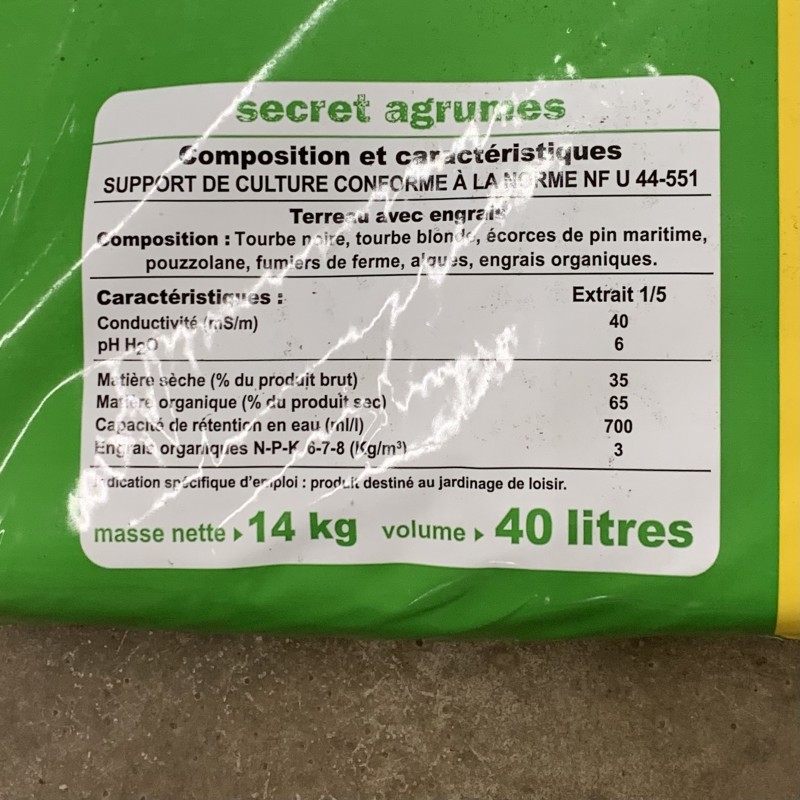 secret agrumes
Composition et caractéristiques
SUPPORT DE CULTURE CONFORME À LA NORME NF U 44-551
Terreau avec engrais
Composition : Tourbe noire, tourbe blonde, écorces de pin maritime,
pouzzolane, fumiers de ferme, algues, engrais organiques.
Caractéristiques : Extrait 1/5
Conductivité (mS/m) 40
pH H₂O 6
Matière sèche (% du produit brut) 35
Matière organique (% du produit sec) 65
Capacité de rétention en eau (ml/l) 700
Engrais organiques N-P-K 6-7-8 (Kg/m³) 3
Indication spécifique d'emploi : produit destiné au jardinage de loisir.
masse nette ▸ 14 kg volume ▸ 40 litres